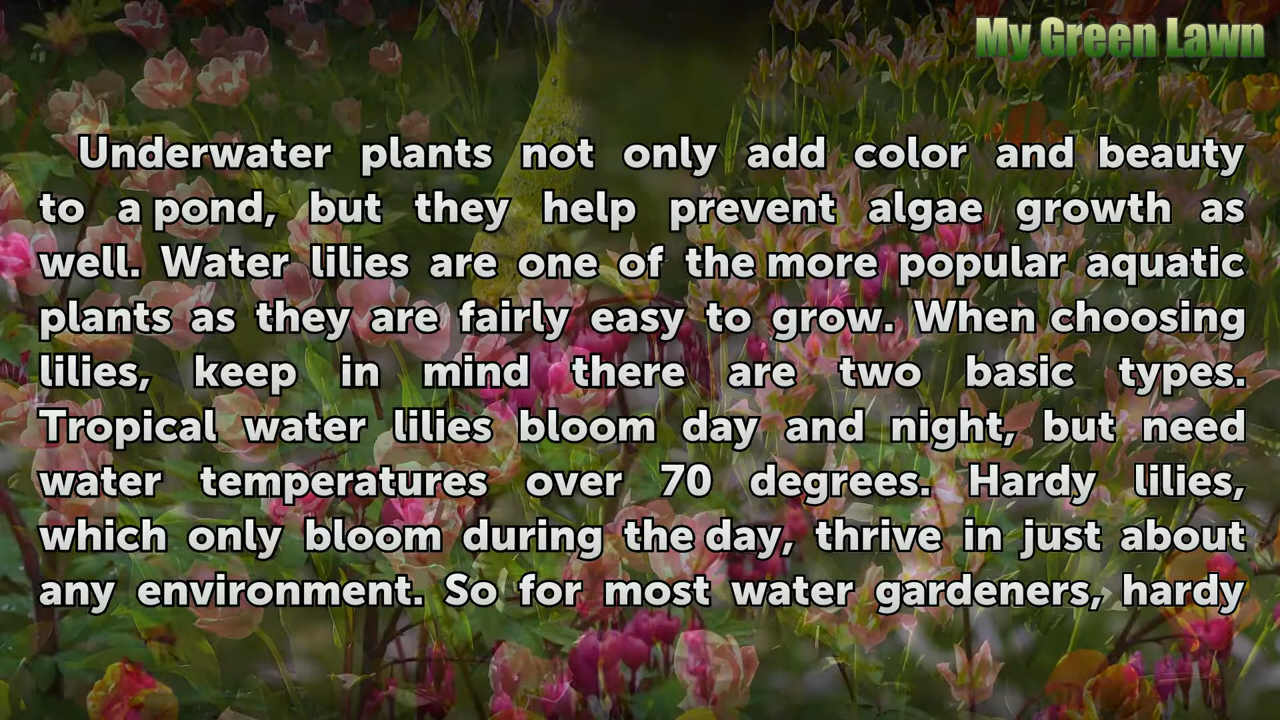 My Green Lawn
Underwater plants not only add color and beauty
to a pond, but they help prevent algae growth as
well. Water lilies are one of the more popular aquatic
plants as they are fairly easy to grow. When choosing
lilies, keep in mind there are two basic types.
Tropical water lilies bloom day and night, but need
water temperatures over 70 degrees. Hardy lilies,
which only bloom during the day, thrive in just about
any environment. So for most water gardeners, hardy